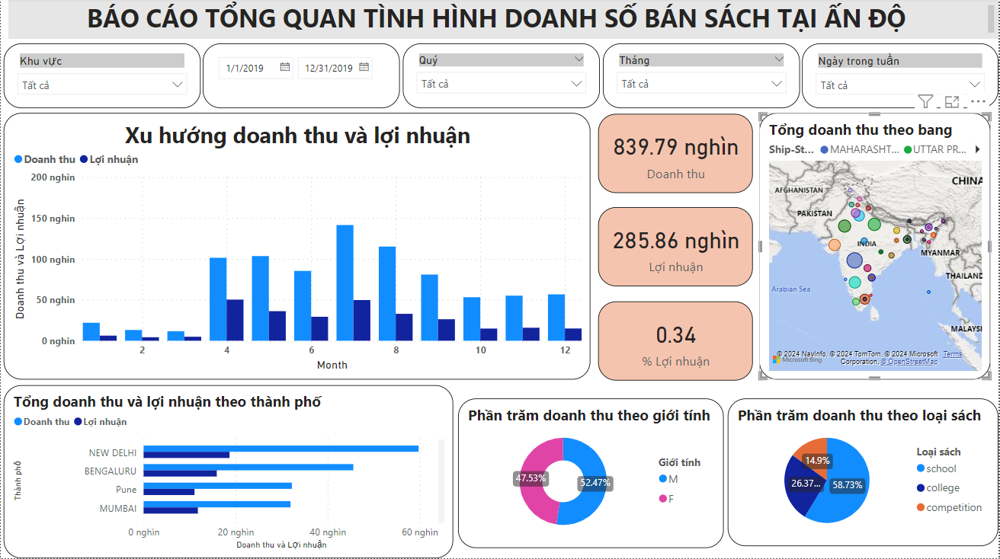 BÁO CÁO TỔNG QUAN TÌNH HÌNH DOANH SỐ BÁN SÁCH TẠI ẤN ĐỘ
Khu vực
Tất cả
1/1/2019
12/31/2019
Quý
Tất cả
Tháng
Tất cả
Ngày trong tuần
Tất cả
Xu hướng doanh thu và lợi nhuận
Doanh thu Lợi nhuận
Doanh thu và Lợi nhuận
200 nghìn
150 nghìn
100 nghìn
50 nghìn
0 nghìn
2 4 6 8 10 12
Month
839.79 nghìn
Doanh thu
285.86 nghìn
Lợi nhuận
0.34
% Lợi nhuận
Tổng doanh thu theo bang
Ship-St... MAHARASHT... UTTAR PR...
CHINA
AFGHANISTAN
PAKISTAN
INDIA
MYANMAR
THAILAND
Arabian Sea
MALAYSI
© 2024 NavInfo, © 2024 TomTom, © 2024 Microsoft Terms
Microsoft Bing Corporation, © OpenStreetMap
Tổng doanh thu và lợi nhuận theo thành phố
Doanh thu Lợi nhuận
Thành phố
NEW DELHI
BENGALURU
Pune
MUMBAI
0 nghìn 20 nghìn 40 nghìn 60 nghìn
Doanh thu và Lợi nhuận
Phần trăm doanh thu theo giới tính
47.53%
52.47%
Giới tính
M
F
Phần trăm doanh thu theo loại sách
14.9%
26.37...
58.73%
Loại sách
school
college
competition